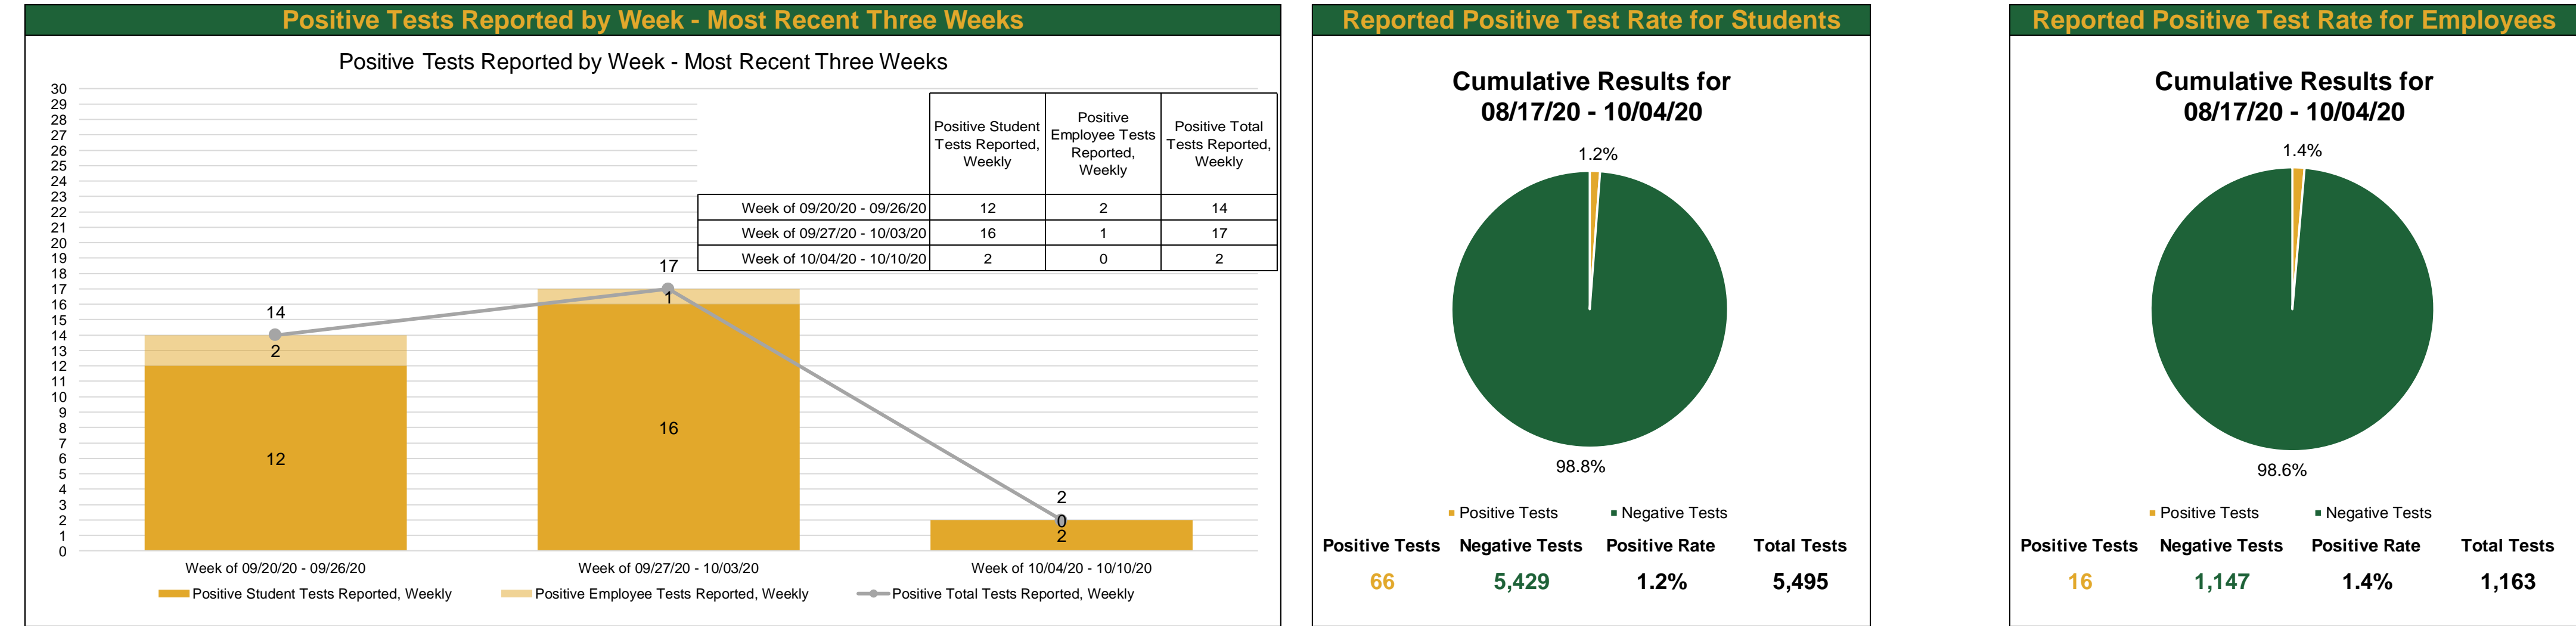 Positive Tests Reported by Week - Most Recent Three Weeks
Positive Tests Reported by Week - Most Recent Three Weeks
30
29
28
27
26
25
24
23
22
21
20
19
18
17
16
15
14
13
12
11
10
9
8
7
6
5
4
3
2
1
0
Positive Student
Tests Reported,
Weekly
Positive
Employee Tests
Reported,
Weekly
Positive Total
Tests Reported,
Weekly
Week of 09/20/20 - 09/26/20 12 2 14
Week of 09/27/20 - 10/03/20 16 1 17
Week of 10/04/20 - 10/10/20 2 0 2
14
2
12
17
1
16
2
0
2
Week of 09/20/20 - 09/26/20
Week of 09/27/20 - 10/03/20
Week of 10/04/20 - 10/10/20
Positive Student Tests Reported, Weekly
Positive Employee Tests Reported, Weekly
Positive Total Tests Reported, Weekly
Reported Positive Test Rate for Students
Cumulative Results for
08/17/20 - 10/04/20
1.2%
98.8%
Positive Tests
Negative Tests
Positive Tests Negative Tests Positive Rate Total Tests
66 5,429 1.2% 5,495
Reported Positive Test Rate for Employees
Cumulative Results for
08/17/20 - 10/04/20
1.4%
98.6%
Positive Tests
Negative Tests
Positive Tests Negative Tests Positive Rate Total Tests
16 1,147 1.4% 1,163